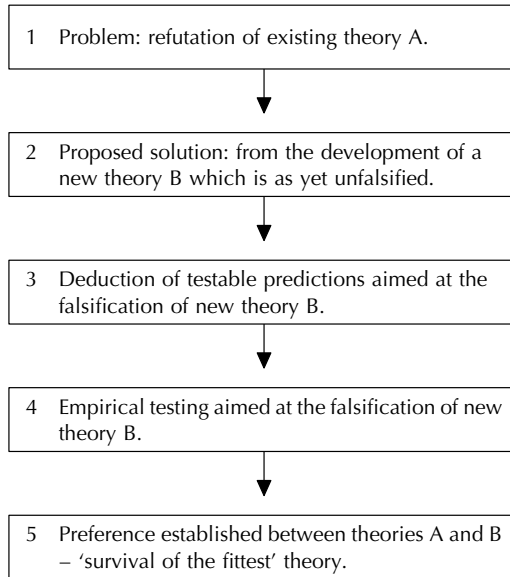 1 Problem: refutation of existing theory A.
2 Proposed solution: from the development of a
new theory B which is as yet unfalsified.
3 Deduction of testable predictions aimed at the
falsification of new theory B.
4 Empirical testing aimed at the falsification of new
theory B.
5 Preference established between theories A and B
– ‘survival of the fittest’ theory.